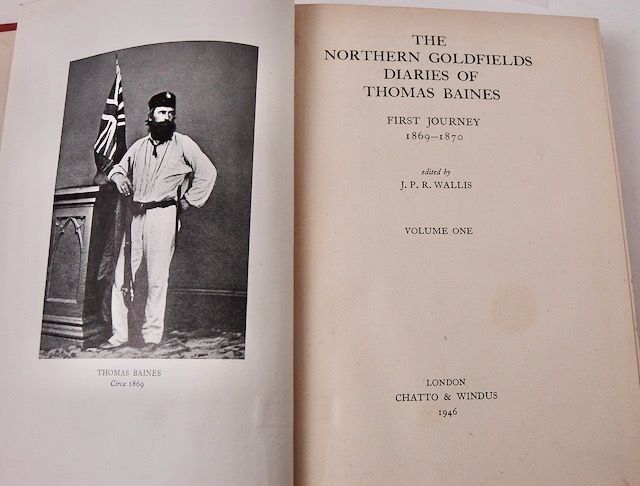 THOMAS BAINES
Circa 1869
THE
NORTHERN GOLDFIELDS
DIARIES OF
THOMAS BAINES
FIRST JOURNEY
1869–1870
edited by
J. P. R. WALLIS
VOLUME ONE
LONDON
CHATTO & WINDUS
1946